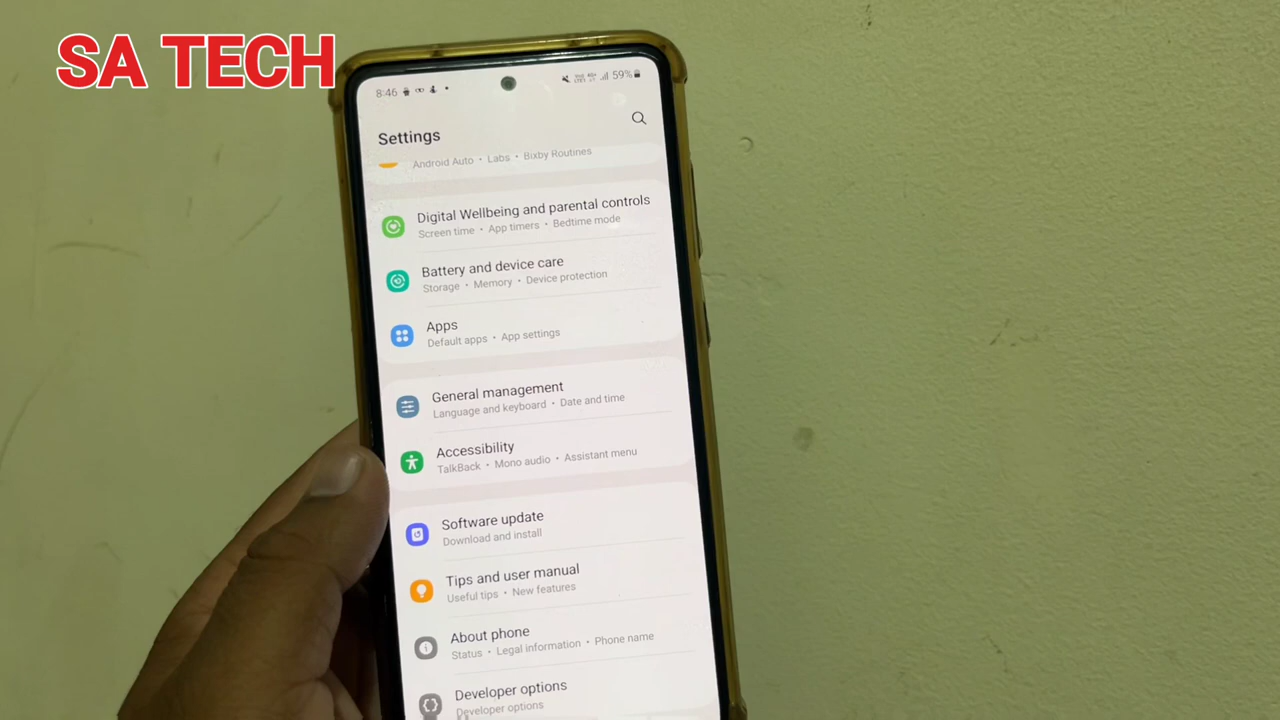 SA TECH
8:46
59%
Settings
Android Auto • Labs • Bixby Routines
Digital Wellbeing and parental controls
Screen time • App timers • Bedtime mode
Battery and device care
Storage • Memory • Device protection
Apps
Default apps • App settings
General management
Language and keyboard • Date and time
Accessibility
TalkBack • Mono audio • Assistant menu
Software update
Download and install
Tips and user manual
Useful tips • New features
About phone
Status • Legal information • Phone name
Developer options
Developer options